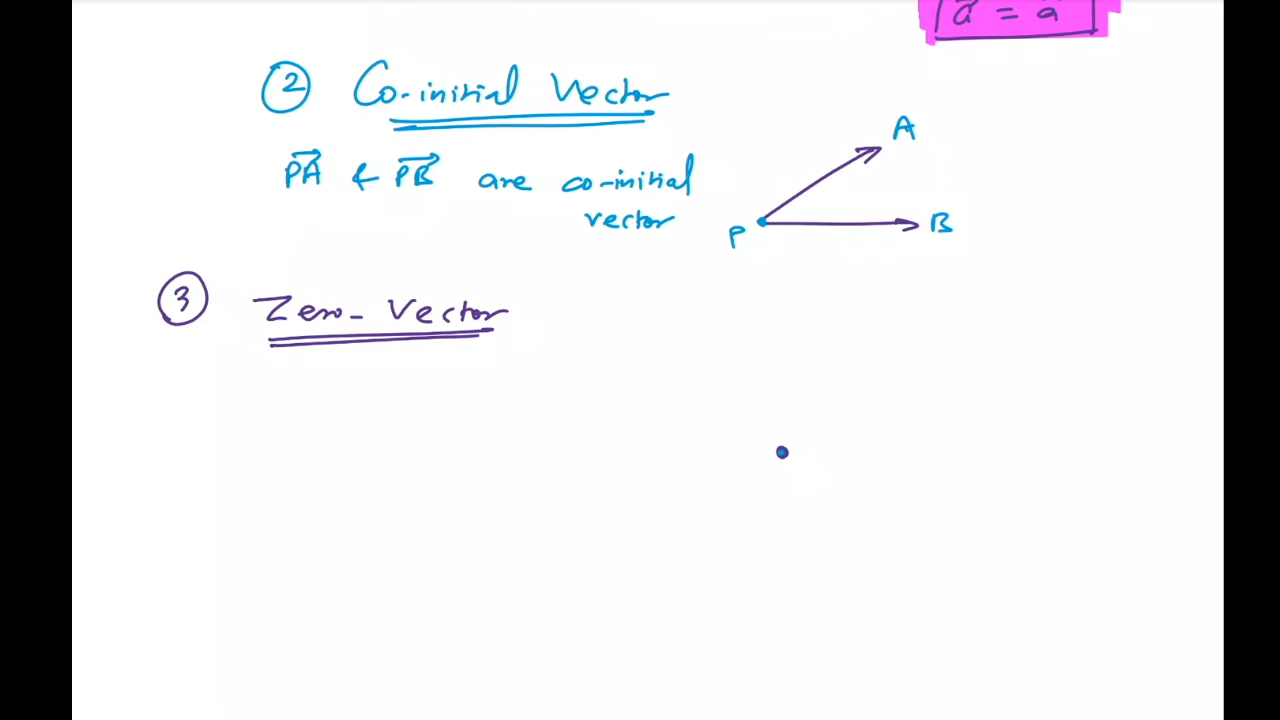 a = a
② Co-initial Vector
PA & PB are co-initial
vector
A
P
B
③ Zero-Vector